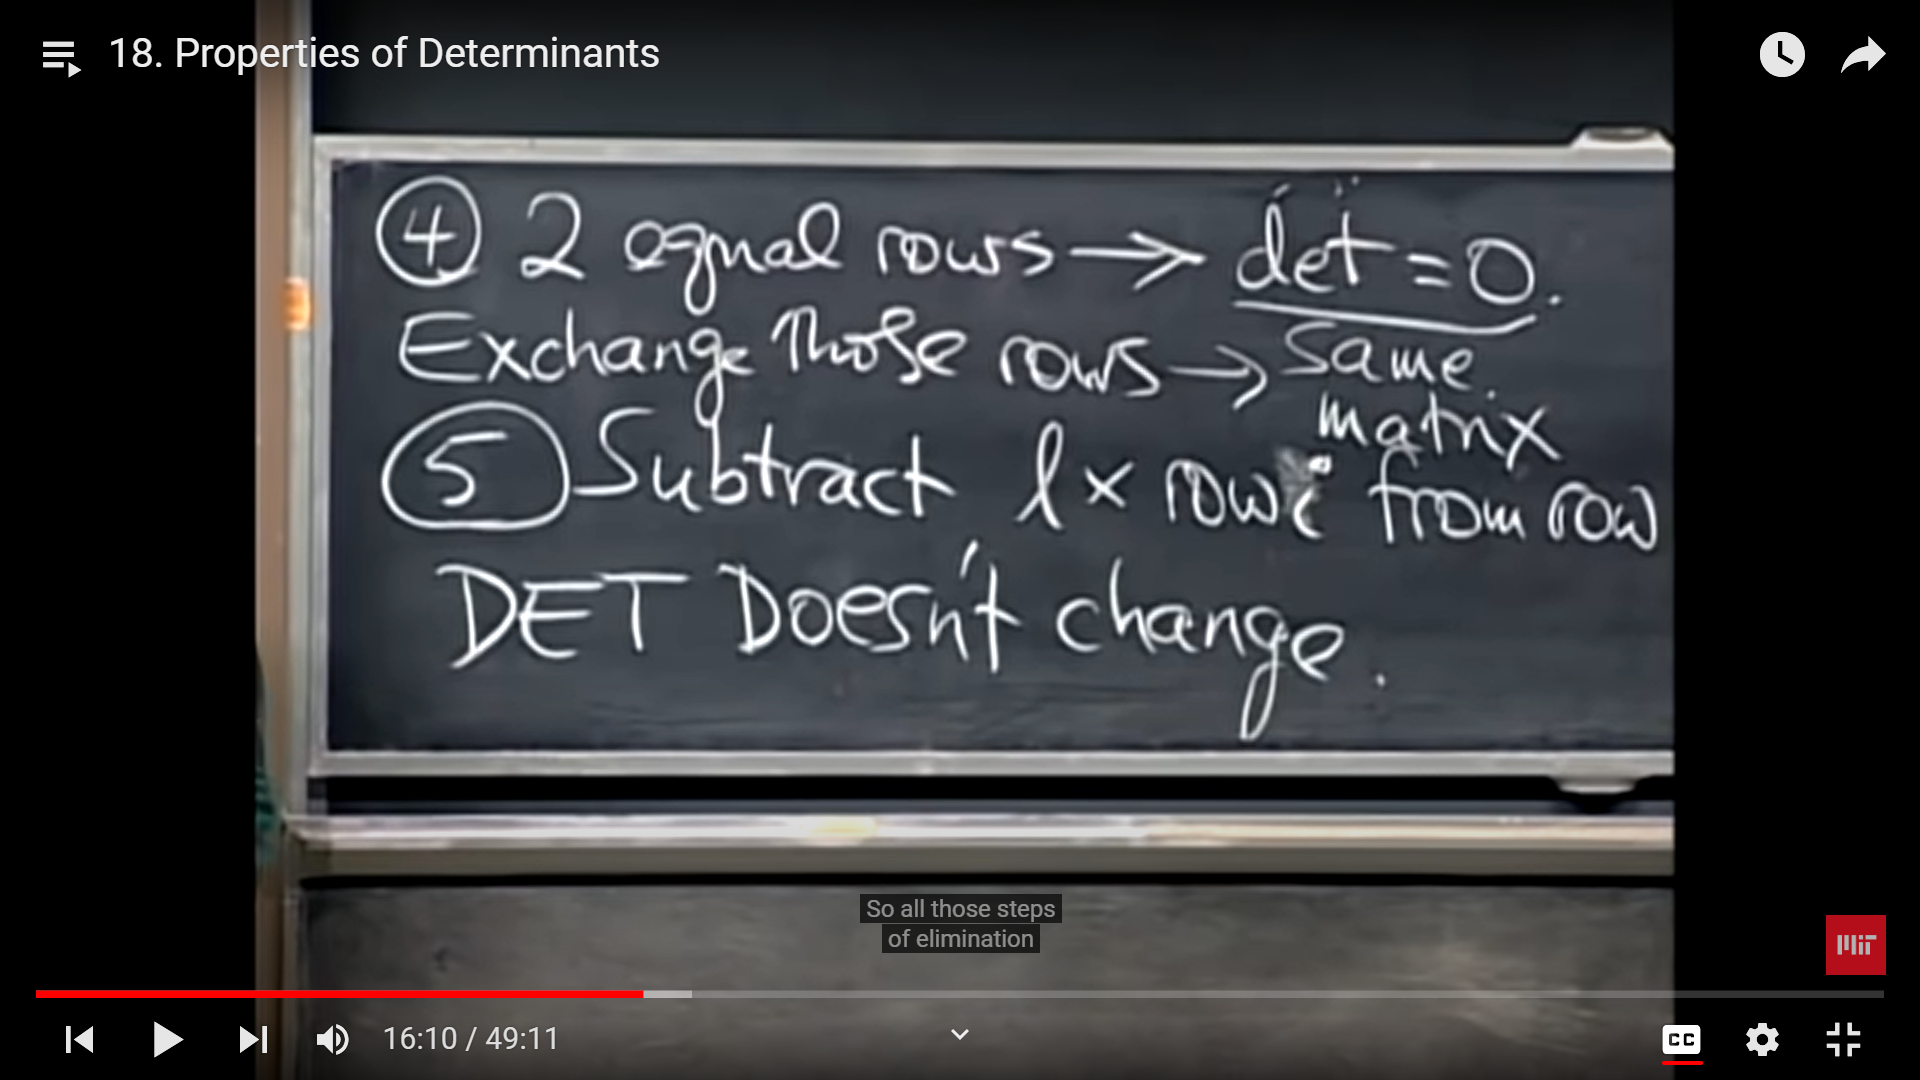 18. Properties of Determinants
④ 2 equal rows → det = 0.
Exchange those rows → same
matrix
⑤ Subtract l × row i from row
DET Doesn't change.
So all those steps
of elimination
MIT
16:10 / 49:11
CC